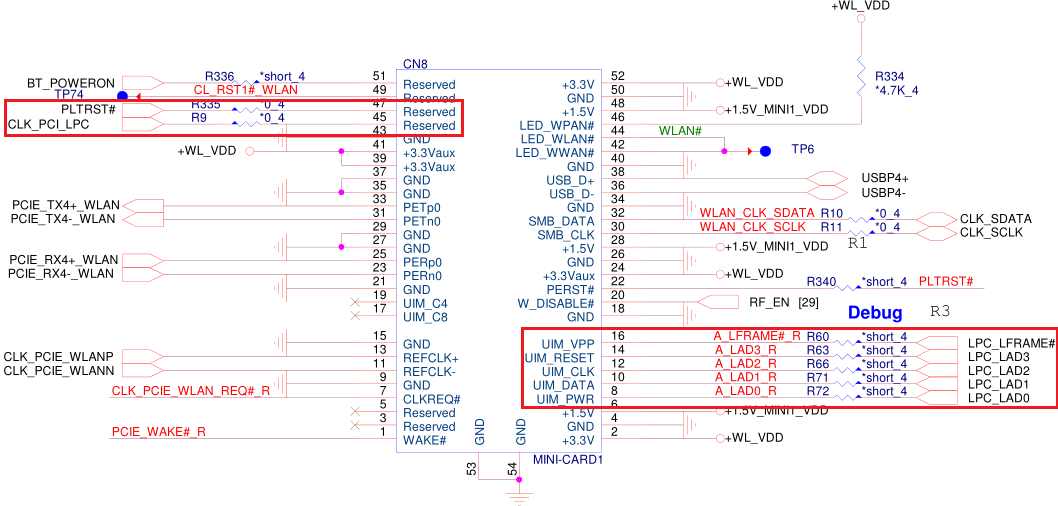 +WL_VDD
CN8
BT_POWERON R336 *short_4 51 Reserved +3.3V 52 +WL_VDD
TP74 CL_RST1#_WLAN 49 Reserved GND 50 R334
PLTRST# R335 *0_4 47 Reserved +1.5V 48 +1.5V_MINI1_VDD *4.7K_4
CLK_PCI_LPC R9 *0_4 45 Reserved LED_WPAN# 46
43 GND LED_WLAN# 44 WLAN#
+WL_VDD 41 +3.3Vaux LED_WWAN# 42 TP6
39 +3.3Vaux GND 40
37 GND USB_D+ 38 USBP4+
35 GND USB_D- 36 USBP4-
PCIE_TX4+_WLAN 33 PETp0 GND 34
PCIE_TX4-_WLAN 31 PETn0 SMB_DATA 32 WLAN_CLK_SDATA R10 *0_4 CLK_SDATA
29 GND SMB_CLK 30 WLAN_CLK_SCLK R11 *0_4 CLK_SCLK
27 GND +1.5V 28 +1.5V_MINI1_VDD R1
PCIE_RX4+_WLAN 25 PERp0 GND 26
PCIE_RX4-_WLAN 23 PERn0 +3.3Vaux 24 +WL_VDD
21 GND PERST# 22 R340 *short_4 PLTRST#
19 UIM_C4 W_DISABLE# 20 RF_EN [29]
17 UIM_C8 GND 18 Debug R3
15 GND UIM_VPP 16 A_LFRAME#_R R60 *short_4 LPC_LFRAME#
CLK_PCIE_WLANP 13 REFCLK+ UIM_RESET 14 A_LAD3_R R63 *short_4 LPC_LAD3
CLK_PCIE_WLANN 11 REFCLK- UIM_CLK 12 A_LAD2_R R66 *short_4 LPC_LAD2
9 GND UIM_DATA 10 A_LAD1_R R71 *short_4 LPC_LAD1
CLK_PCIE_WLAN_REQ#_R 7 CLKREQ# UIM_PWR 8 A_LAD0_R R72 *short_4 LPC_LAD0
5 Reserved +1.5V 6 +1.5V_MINI1_VDD
3 Reserved GND 4
PCIE_WAKE#_R 1 WAKE# +3.3V 2 +WL_VDD
GND GND
MINI-CARD1
53 54